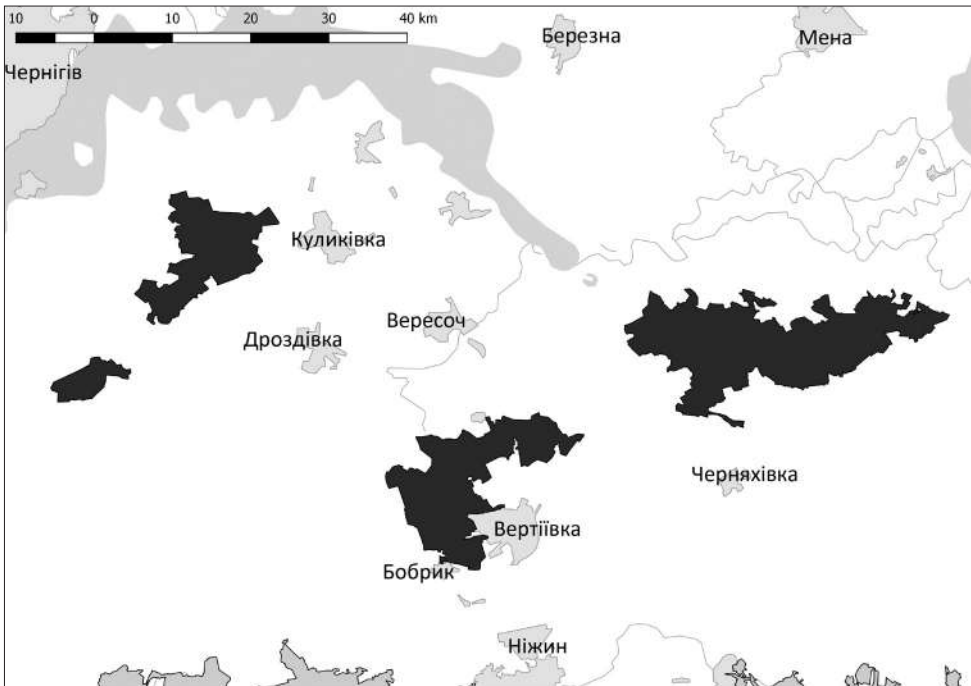 10 0 10 20 30 40 km
Березна
Мена
Чернігів
Куликівка
Вересоч
Дроздівка
Черняхівка
Вертіївка
Бобрик
Ніжин